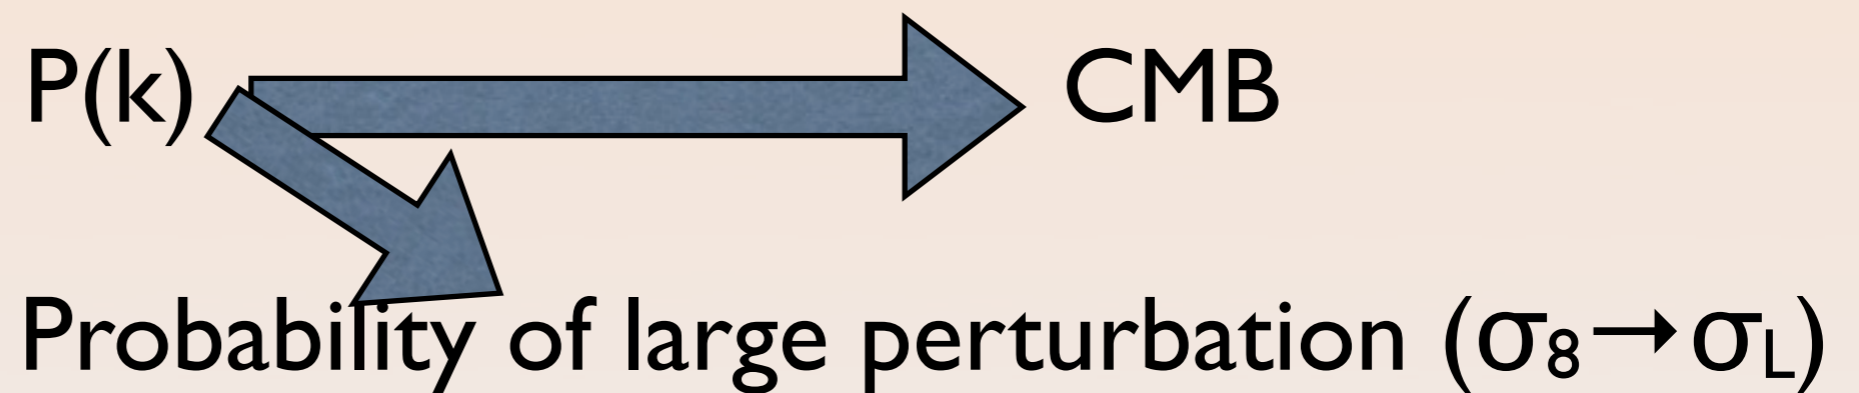 P(k) CMB
Probability of large perturbation (σ₈→σL)